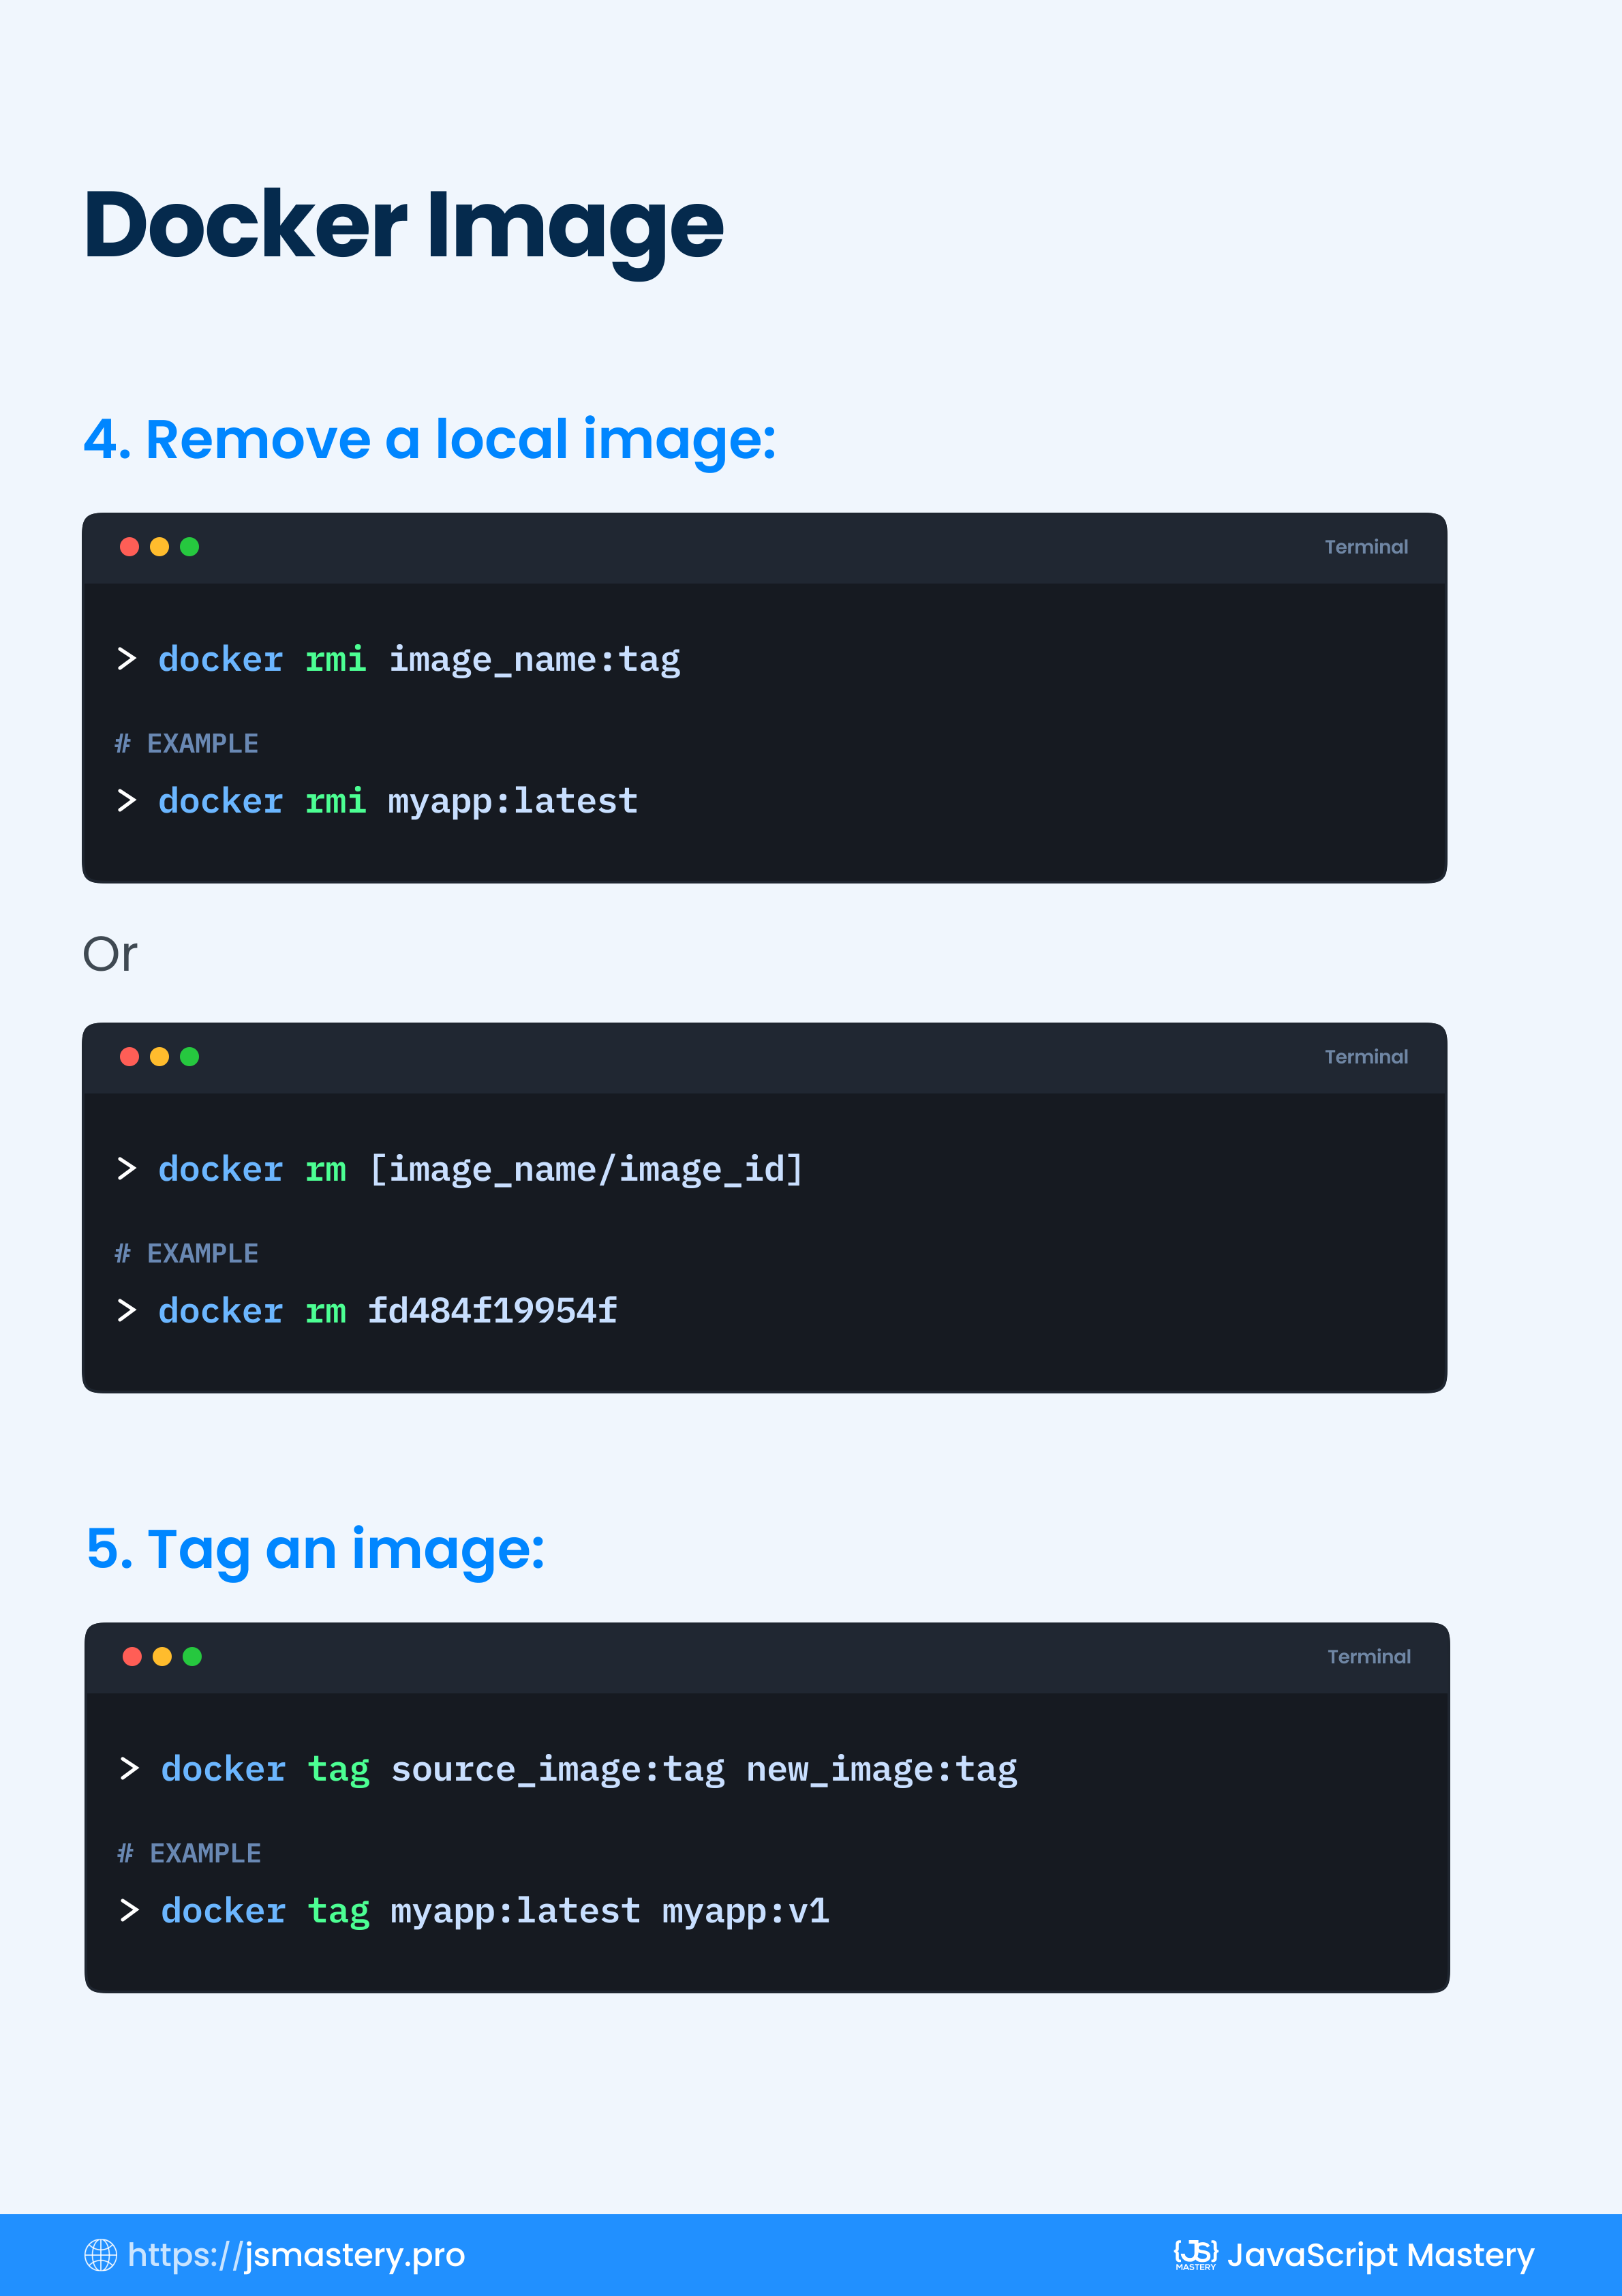 Docker Image
4. Remove a local image:
Terminal
> docker rmi image_name:tag
# EXAMPLE
> docker rmi myapp:latest
Or
Terminal
> docker rm [image_name/image_id]
# EXAMPLE
> docker rm fd484f19954f
5. Tag an image:
Terminal
> docker tag source_image:tag new_image:tag
# EXAMPLE
> docker tag myapp:latest myapp:v1
https://jsmastery.pro
{JS} MASTERY JavaScript Mastery